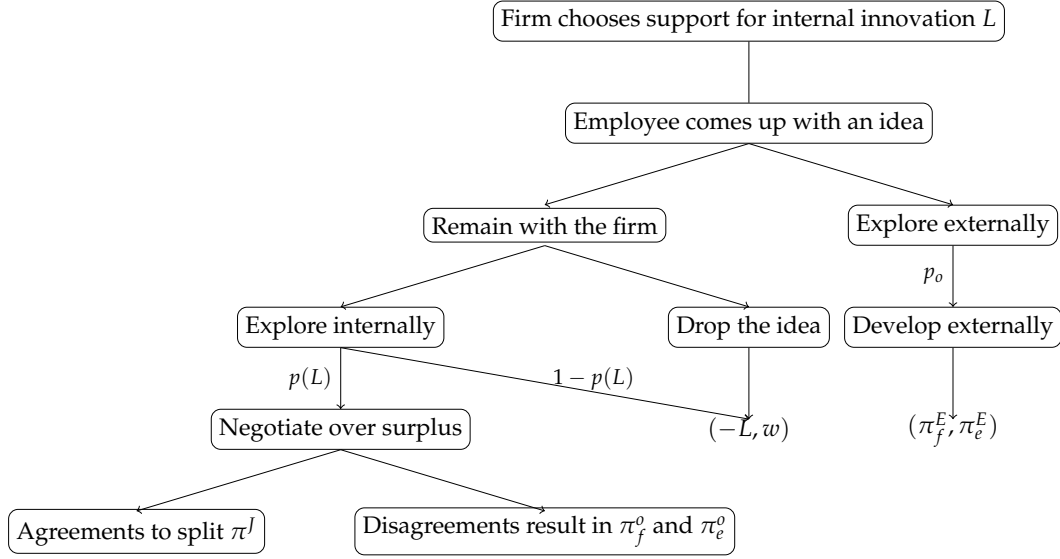 Firm chooses support for internal innovation L
Employee comes up with an idea
Remain with the firm
Explore externally
p_o
Explore internally
Drop the idea
Develop externally
p(L)
1 − p(L)
Negotiate over surplus
(−L, w)
(π_f^E, π_e^E)
Agreements to split π^J
Disagreements result in π_f^o and π_e^o